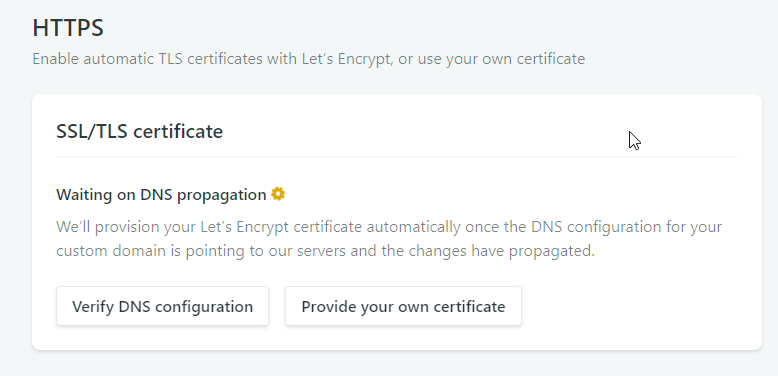 HTTPS
Enable automatic TLS certificates with Let's Encrypt, or use your own certificate
SSL/TLS certificate
Waiting on DNS propagation
We'll provision your Let's Encrypt certificate automatically once the DNS configuration for your
custom domain is pointing to our servers and the changes have propagated.
Verify DNS configuration
Provide your own certificate